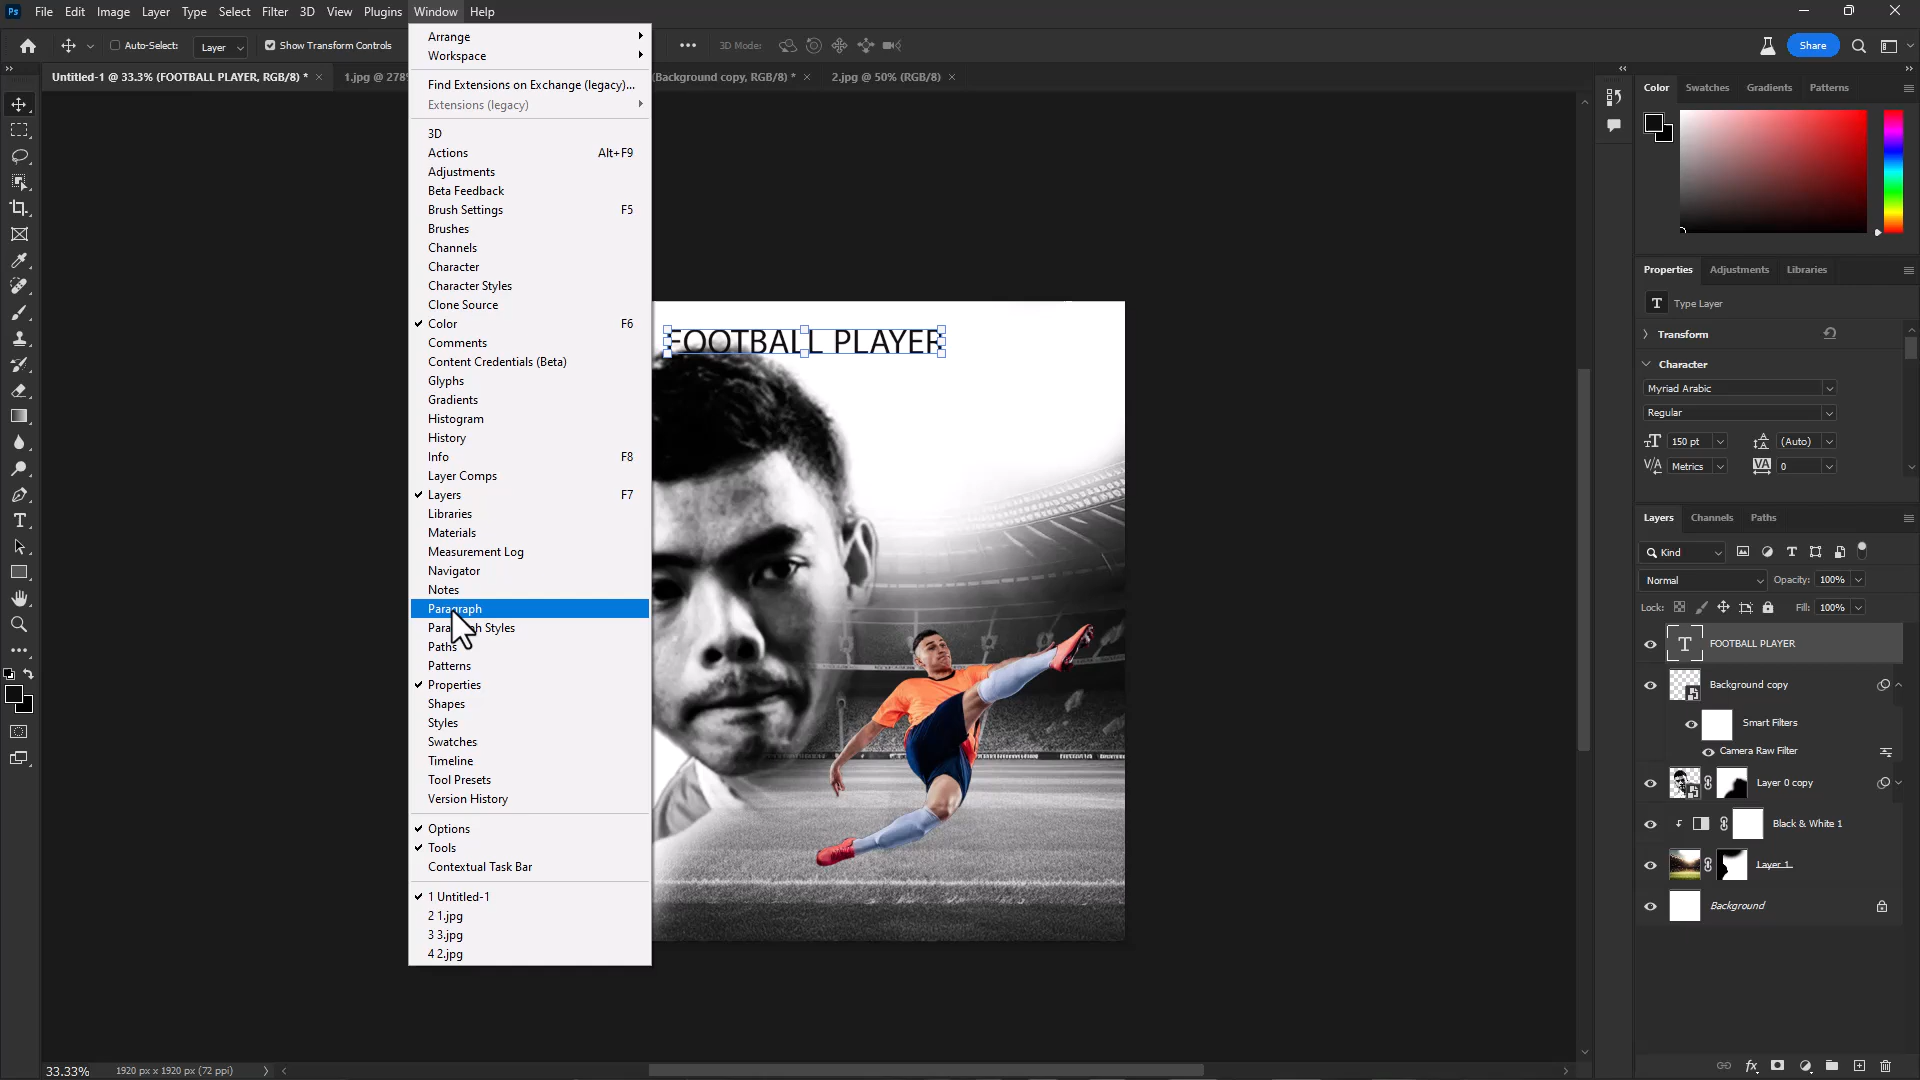 Ps File Edit Image Layer Type Select Filter 3D View Plugins Window Help
Auto-Select: Layer Show Transform Controls 3D Mode: Share
Untitled-1 @ 33.3% (FOOTBALL PLAYER, RGB/8) * 1.jpg @ 278% (Background copy, RGB/8) * 2.jpg @ 50% (RGB/8)
Arrange
Workspace
Find Extensions on Exchange (legacy)...
Extensions (legacy)
3D
Actions Alt+F9
Adjustments
Beta Feedback
Brush Settings F5
Brushes
Channels
Character
Character Styles
Clone Source
Color F6
Comments
Content Credentials (Beta)
Glyphs
Gradients
Histogram
History
Info F8
Layer Comps
Layers F7
Libraries
Materials
Measurement Log
Navigator
Notes
Paragraph
Paths
Patterns
Properties
Shapes
Styles
Swatches
Timeline
Tool Presets
Version History
Options
Tools
Contextual Task Bar
1 Untitled-1
2 1.jpg
3 3.jpg
4 2.jpg
FOOTBALL PLAYER
Color Swatches Gradients Patterns
Properties Adjustments Libraries
T Type Layer
Transform
Character
Myriad Arabic
Regular
150 pt (Auto)
Metrics 0
Layers Channels Paths
Kind
Normal Opacity: 100%
Lock: Fill: 100%
T FOOTBALL PLAYER
Background copy
Smart Filters
Camera Raw Filter
Layer 0 copy
Black & White 1
Layer 1
Background
33.33% 1920 px x 1920 px (72 ppi)